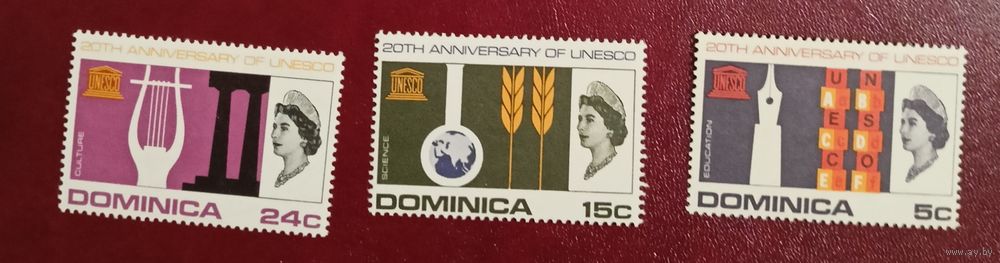 20TH ANNIVERSARY OF UNESCO
UNESCO
CULTURE
DOMINICA
24c
20TH ANNIVERSARY OF UNESCO
UNESCO
SCIENCE
DOMINICA
15c
20TH ANNIVERSARY OF UNESCO
UNESCO
EDUCATION
U N
A a B b
E S
C c D d
C O
E e F f
DOMINICA
5c
www.ay.by